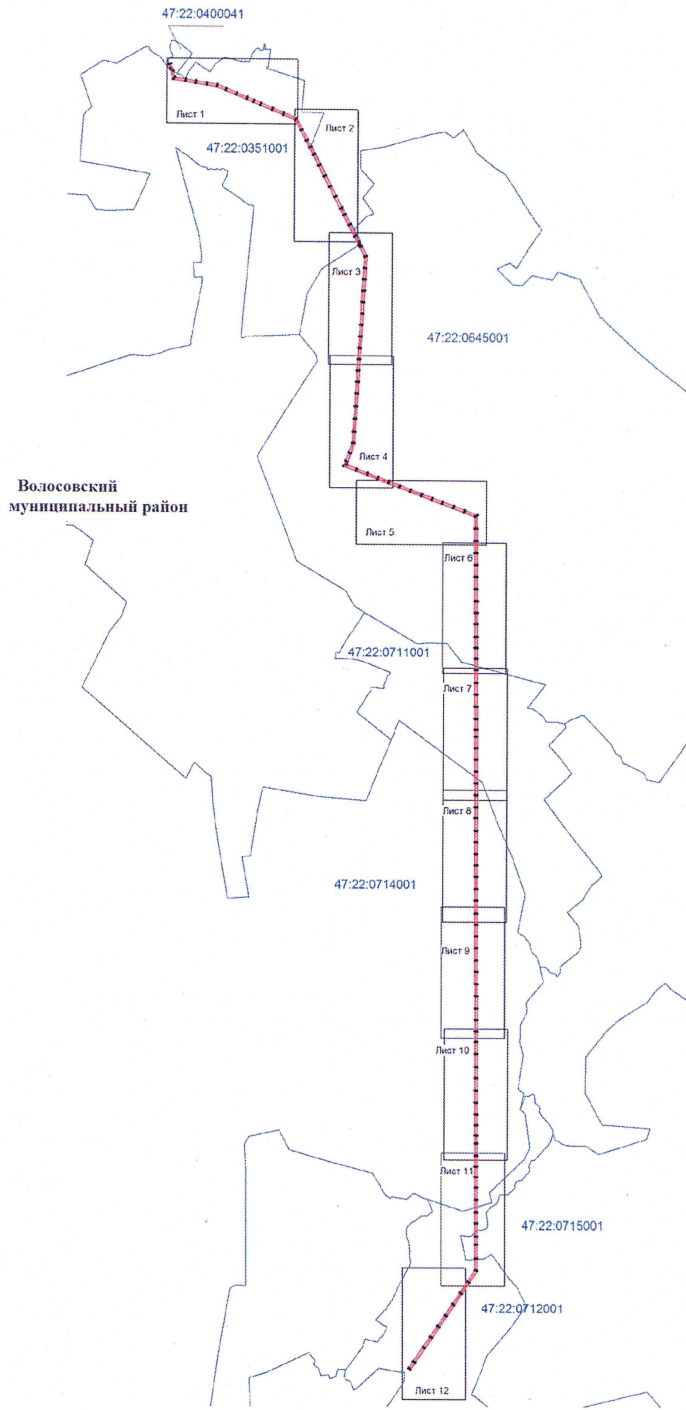 47:22:0400041
Лист 1
Лист 2
47:22:0351001
Лист 3
47:22:0645001
Лист 4
Волосовский
муниципальный район
Лист 5
Лист 6
47:22:0711001
Лист 7
Лист 8
47:22:0714001
Лист 9
Лист 10
Лист 11
47:22:0715001
47:22:0712001
Лист 12